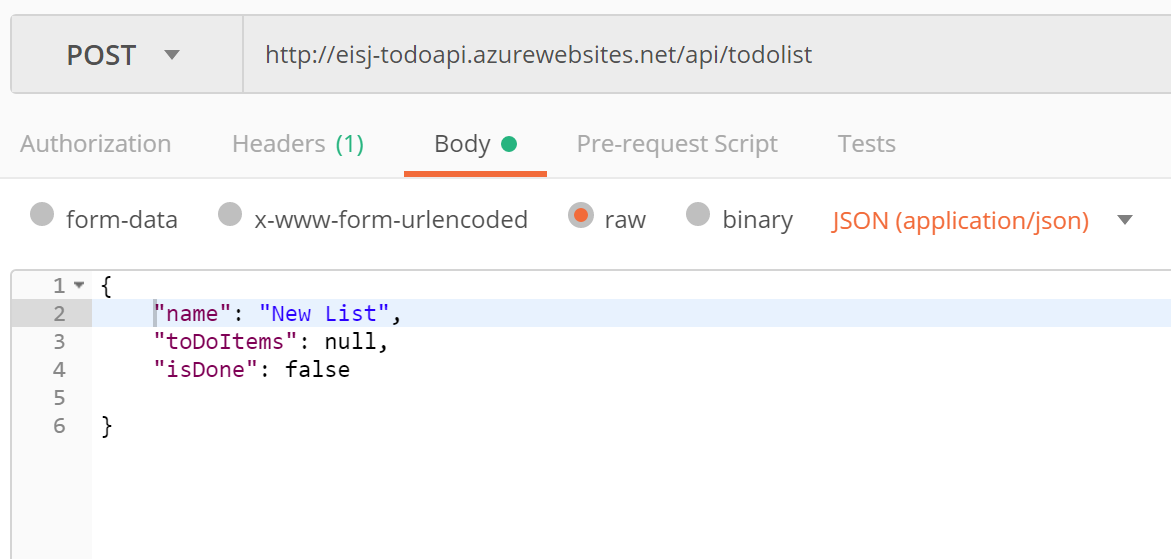 POST http://eisj-todoapi.azurewebsites.net/api/todolist
Authorization Headers (1) Body Pre-request Script Tests
form-data x-www-form-urlencoded raw binary JSON (application/json)
1 {
2 "name": "New List",
3 "toDoItems": null,
4 "isDone": false
5
6 }